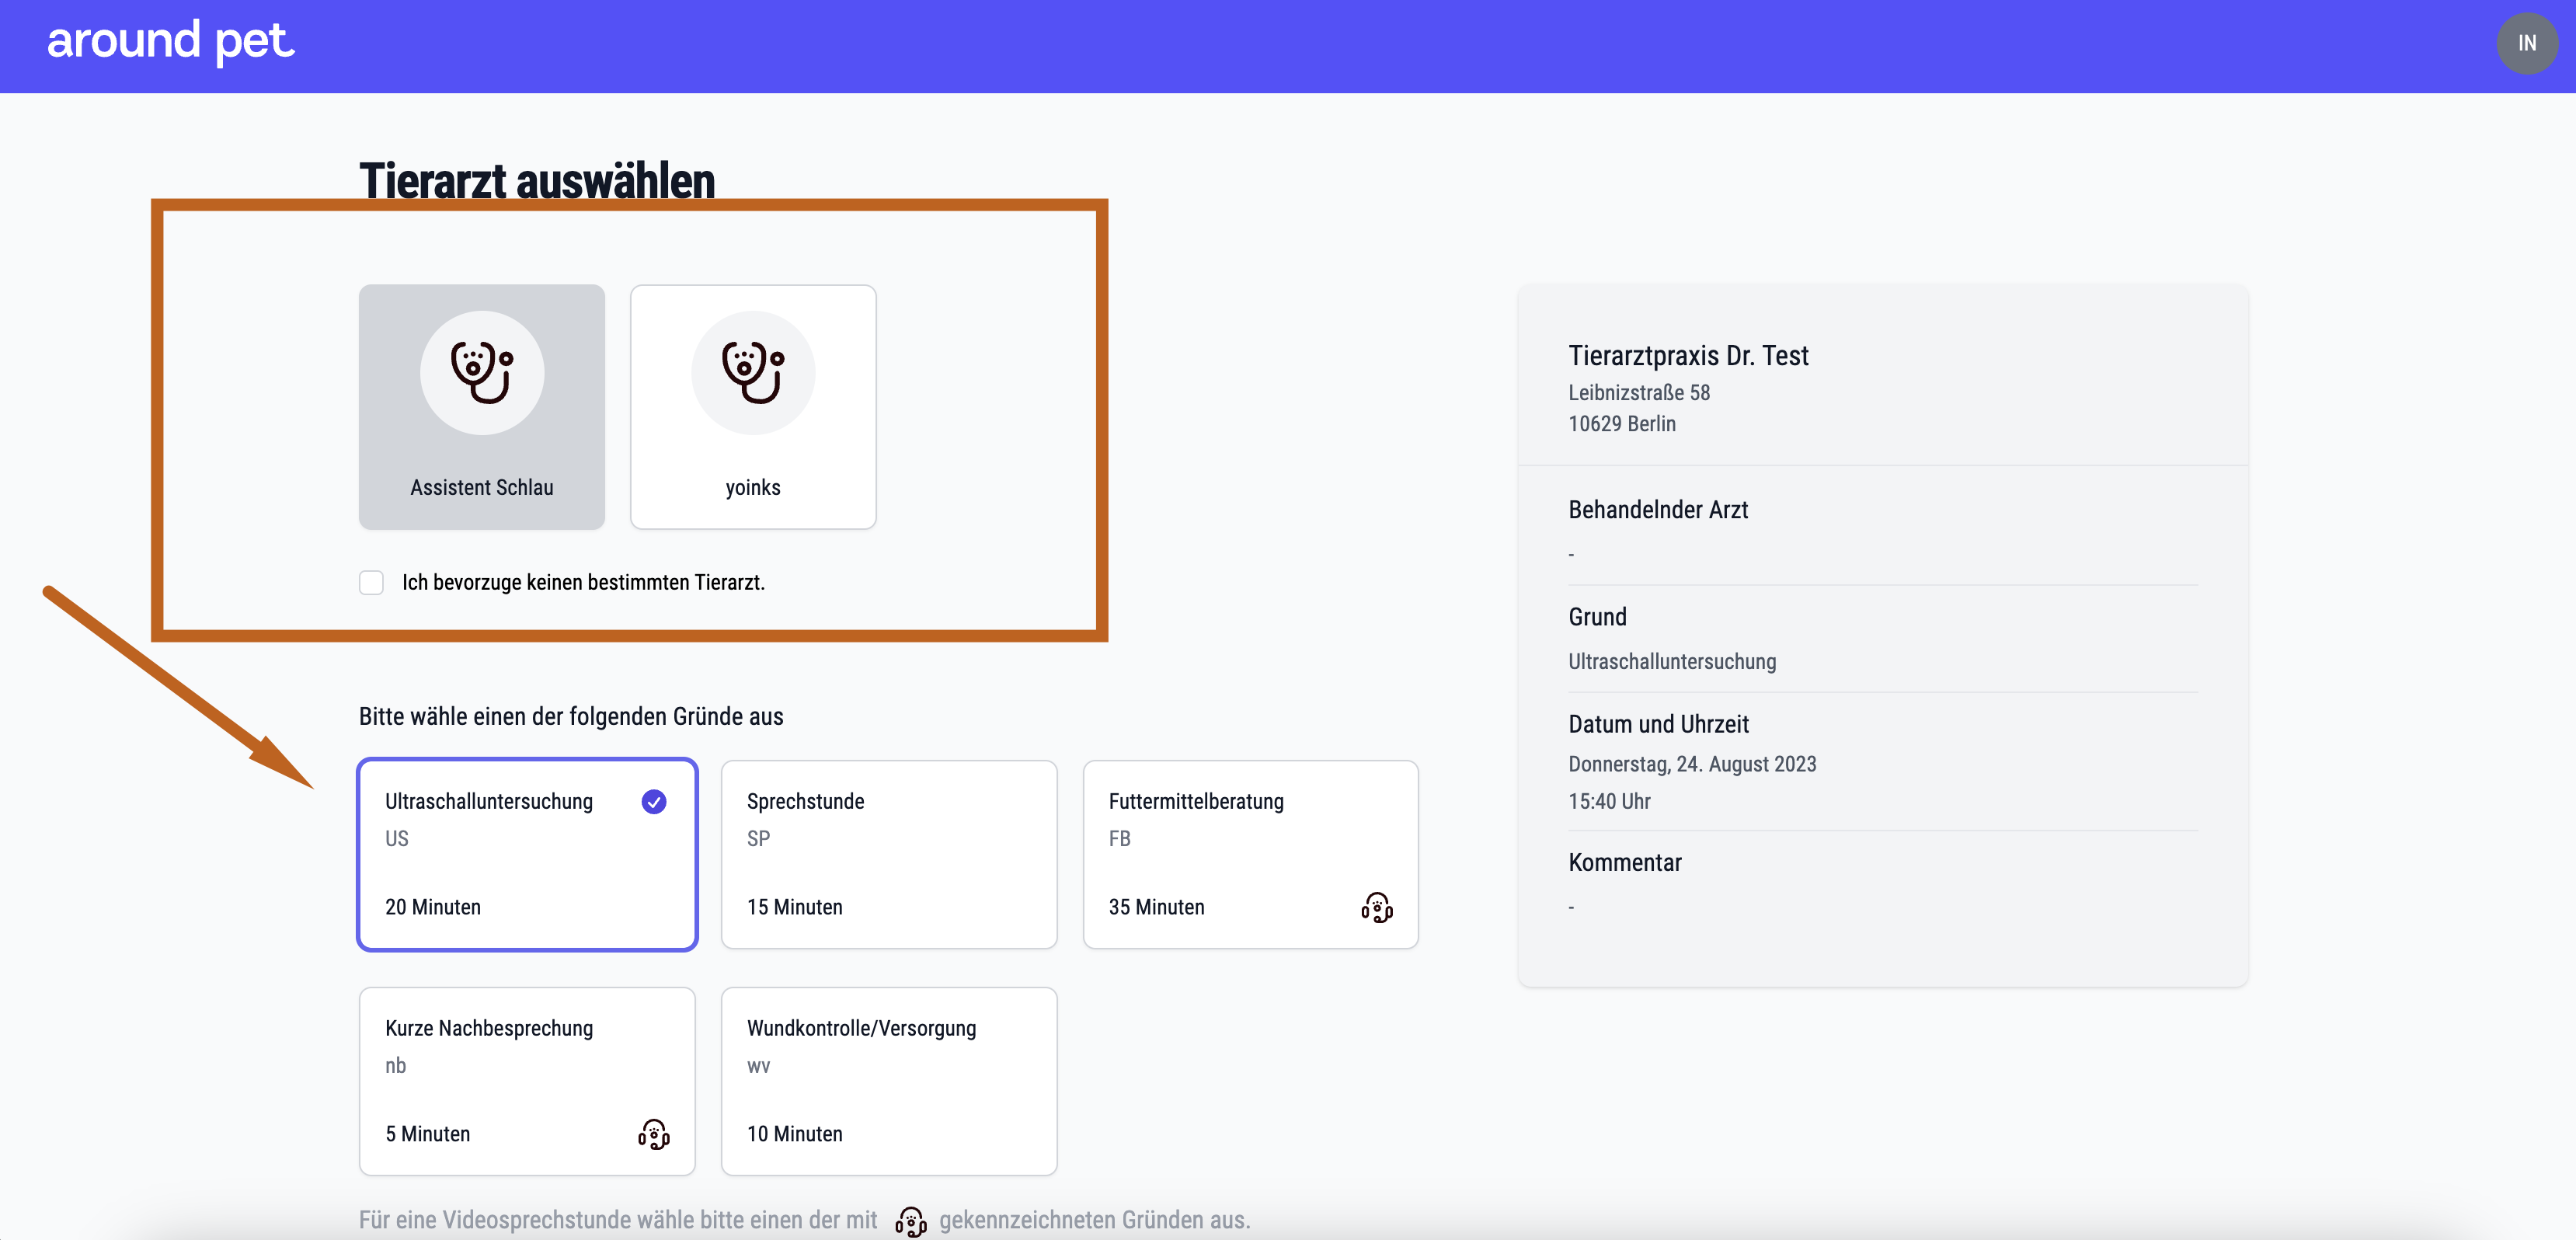 around pet.
IN
Tierarzt auswählen
Assistent Schlau
yoinks
Ich bevorzuge keinen bestimmten Tierarzt.
Bitte wähle einen der folgenden Gründe aus
Ultraschalluntersuchung
US
20 Minuten
Sprechstunde
SP
15 Minuten
Futtermittelberatung
FB
35 Minuten
Kurze Nachbesprechung
nb
5 Minuten
Wundkontrolle/Versorgung
wv
10 Minuten
Für eine Videosprechstunde wähle bitte einen der mit gekennzeichneten Gründen aus.
Tierarztpraxis Dr. Test
Leibnizstraße 58
10629 Berlin
Behandelnder Arzt
-
Grund
Ultraschalluntersuchung
Datum und Uhrzeit
Donnerstag, 24. August 2023
15:40 Uhr
Kommentar
-